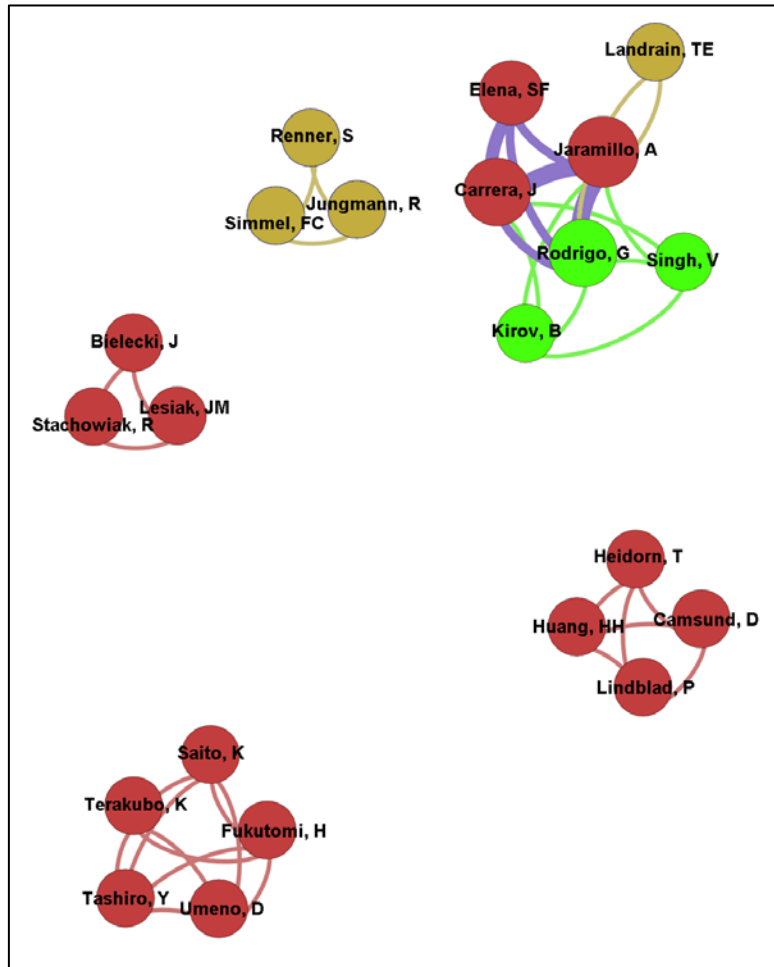 Landrain, TE
Elena, SF
Renner, S
Jaramillo, A
Carrera, J
Jungmann, R
Simmel, FC
Rodrigo, G
Singh, V
Kirov, B
Bielecki, J
Lesiak, JM
Stachowiak, R
Heidorn, T
Huang, HH
Camsund, D
Lindblad, P
Saito, K
Terakubo, K
Fukutomi, H
Tashiro, Y
Umeno, D